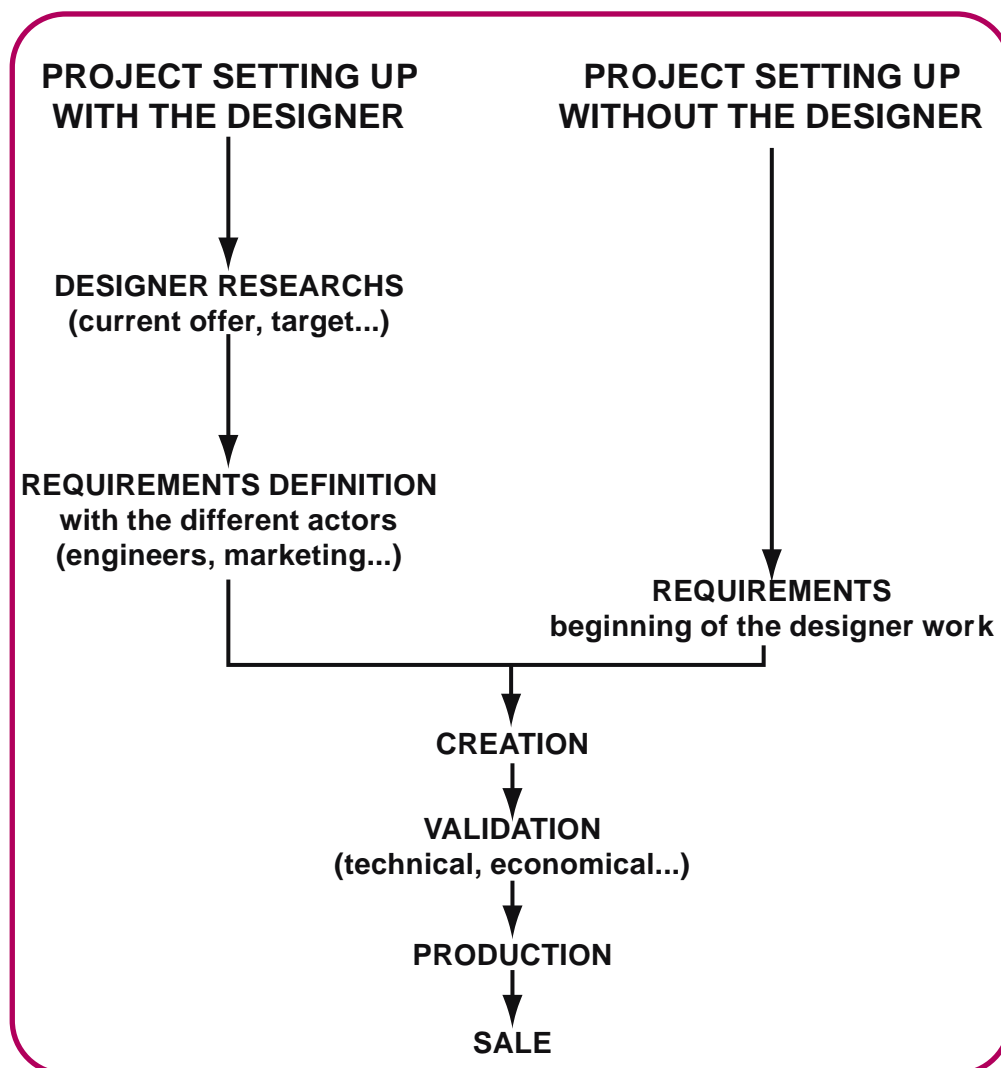 PROJECT SETTING UP
WITH THE DESIGNER
PROJECT SETTING UP
WITHOUT THE DESIGNER
DESIGNER RESEARCHS
(current offer, target...)
REQUIREMENTS DEFINITION
with the different actors
(engineers, marketing...)
REQUIREMENTS
beginning of the designer work
CREATION
VALIDATION
(technical, economical...)
PRODUCTION
SALE